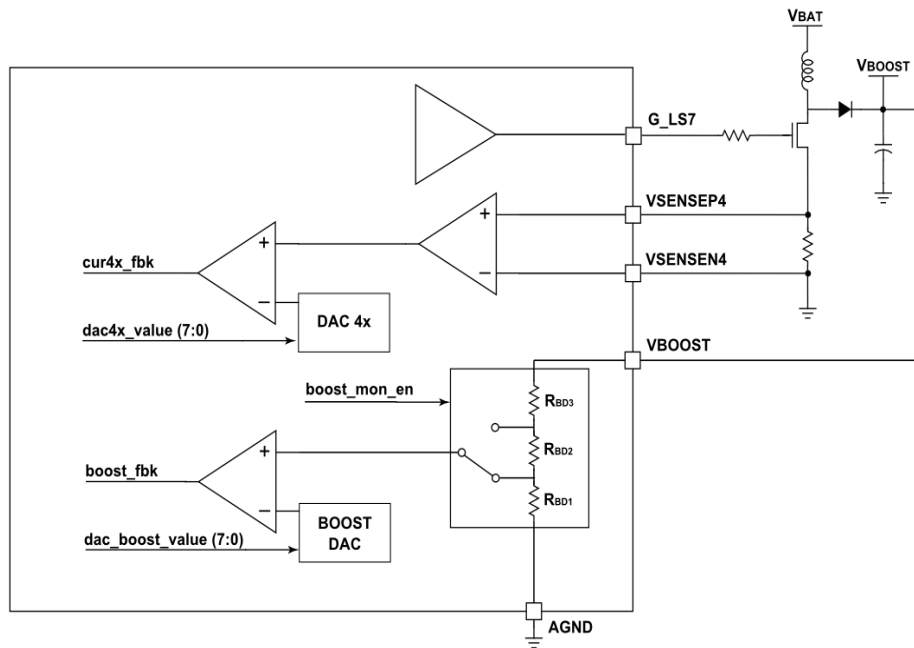 VBAT
VBOOST
G_LS7
VSENSEP4
+
+
cur4x_fbk
VSENSEN4
−
−
DAC 4x
dac4x_value (7:0)
VBOOST
boost_mon_en
RBD3
+
RBD2
boost_fbk
RBD1
−
BOOST
DAC
dac_boost_value (7:0)
AGND